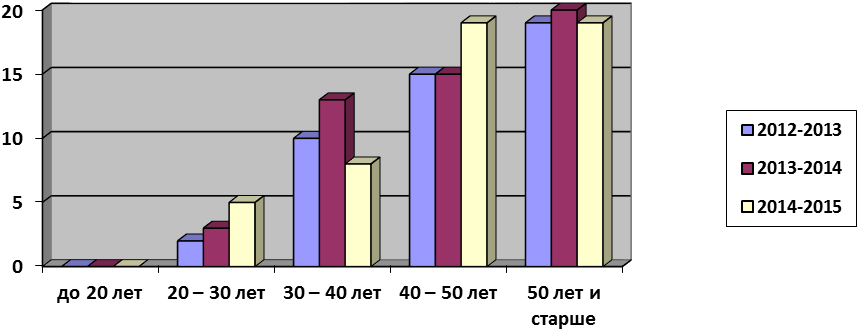 20
15
10
5
0
до 20 лет
20 – 30 лет
30 – 40 лет
40 – 50 лет
50 лет и
старше
2012-2013
2013-2014
2014-2015